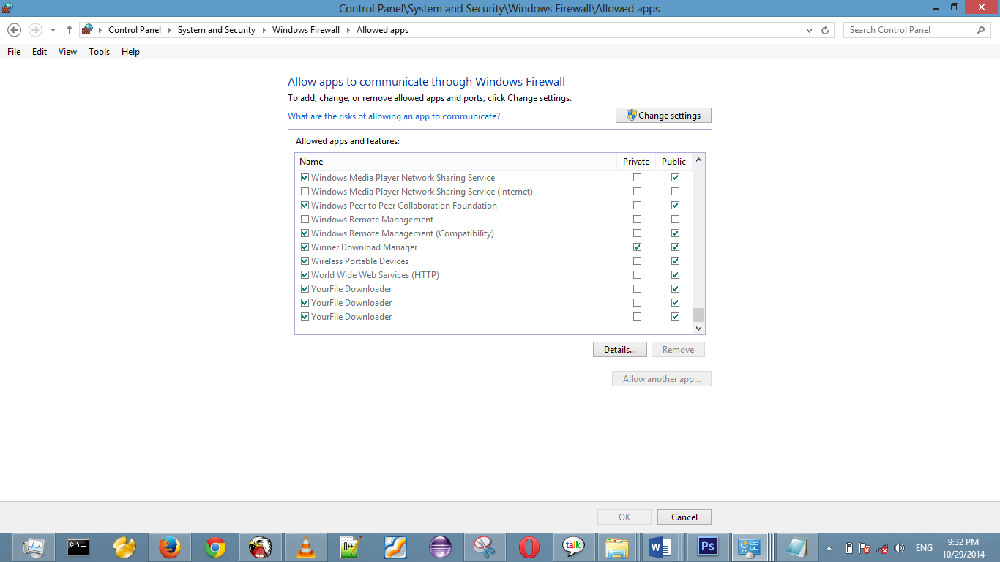 Control Panel\System and Security\Windows Firewall\Allowed apps
Control Panel System and Security Windows Firewall Allowed apps
Search Control Panel
File Edit View Tools Help
Allow apps to communicate through Windows Firewall
To add, change, or remove allowed apps and ports, click Change settings.
What are the risks of allowing an app to communicate?
Change settings
Allowed apps and features:
Name Private Public
Windows Media Player Network Sharing Service
Windows Media Player Network Sharing Service (Internet)
Windows Peer to Peer Collaboration Foundation
Windows Remote Management
Windows Remote Management (Compatibility)
Winner Download Manager
Wireless Portable Devices
World Wide Web Services (HTTP)
YourFile Downloader
YourFile Downloader
YourFile Downloader
Details... Remove
Allow another app...
OK Cancel
C:\_ n++ talk W Ps ENG 9:32 PM
10/29/2014